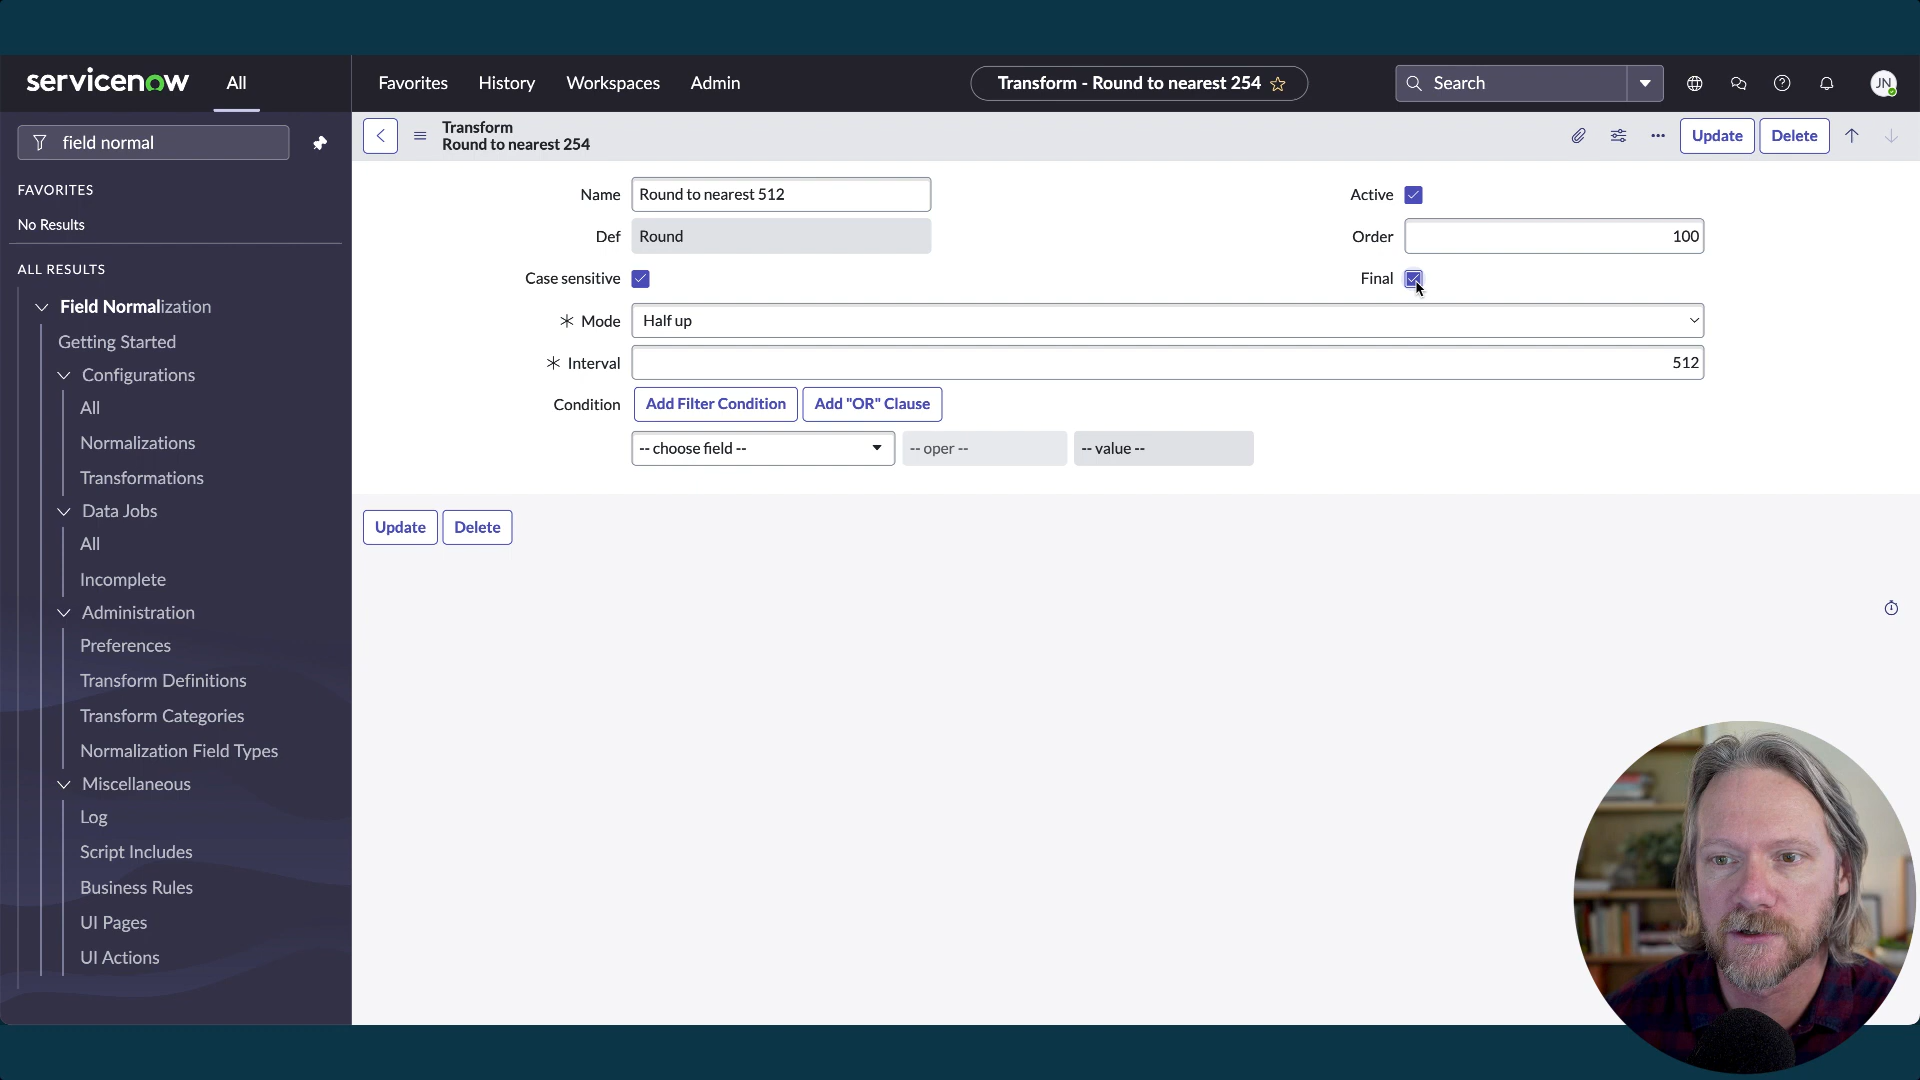 servicenow
All
Favorites
History
Workspaces
Admin
Transform - Round to nearest 254
Search
JN
field normal
FAVORITES
No Results
ALL RESULTS
Field Normalization
Getting Started
Configurations
All
Normalizations
Transformations
Data Jobs
All
Incomplete
Administration
Preferences
Transform Definitions
Transform Categories
Normalization Field Types
Miscellaneous
Log
Script Includes
Business Rules
UI Pages
UI Actions
Transform
Round to nearest 254
Update
Delete
Name
Round to nearest 512
Active
Def
Round
Order
100
Case sensitive
Final
Mode
Half up
Interval
512
Condition
Add Filter Condition
Add "OR" Clause
-- choose field --
-- oper --
-- value --
Update
Delete